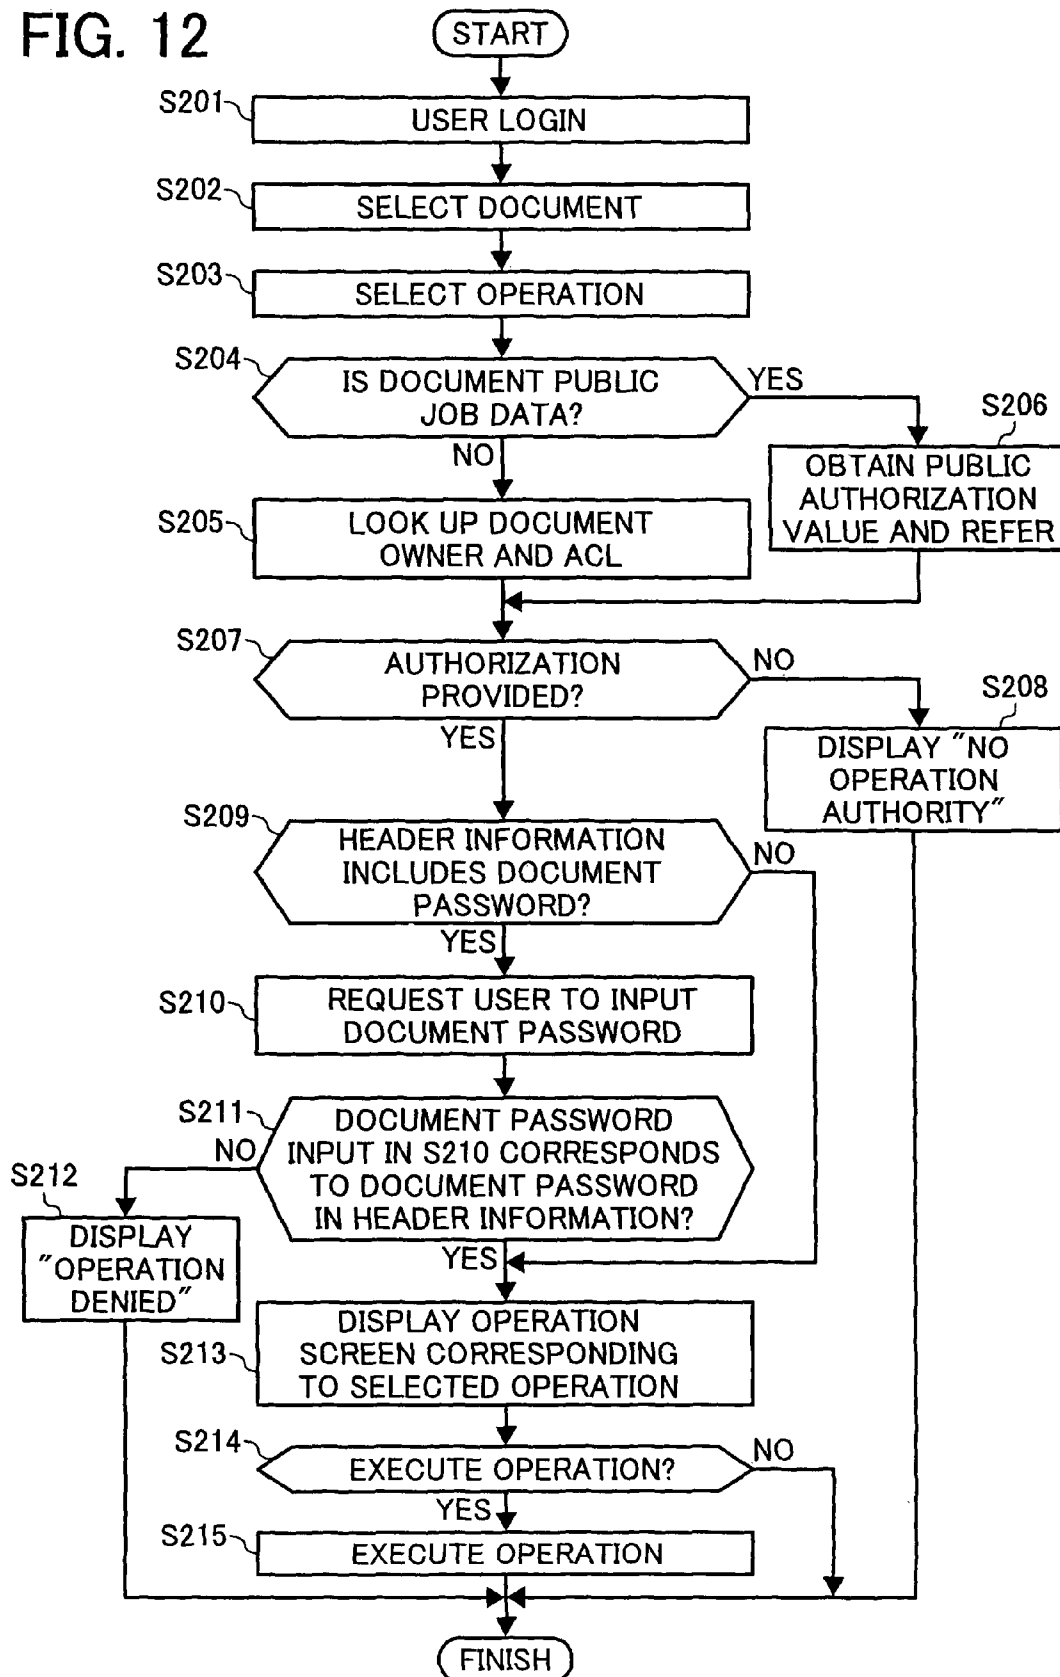 FIG. 12
START
S201
USER LOGIN
S202
SELECT DOCUMENT
S203
SELECT OPERATION
S204
IS DOCUMENT PUBLIC
JOB DATA?
YES
NO
S206
OBTAIN PUBLIC
AUTHORIZATION
VALUE AND REFER
S205
LOOK UP DOCUMENT
OWNER AND ACL
S207
AUTHORIZATION
PROVIDED?
NO
YES
S208
DISPLAY "NO
OPERATION
AUTHORITY"
S209
HEADER INFORMATION
INCLUDES DOCUMENT
PASSWORD?
NO
YES
S210
REQUEST USER TO INPUT
DOCUMENT PASSWORD
S211
DOCUMENT PASSWORD
INPUT IN S210 CORRESPONDS
TO DOCUMENT PASSWORD
IN HEADER INFORMATION?
NO
YES
S212
DISPLAY
"OPERATION
DENIED"
S213
DISPLAY OPERATION
SCREEN CORRESPONDING
TO SELECTED OPERATION
S214
EXECUTE OPERATION?
NO
YES
S215
EXECUTE OPERATION
FINISH